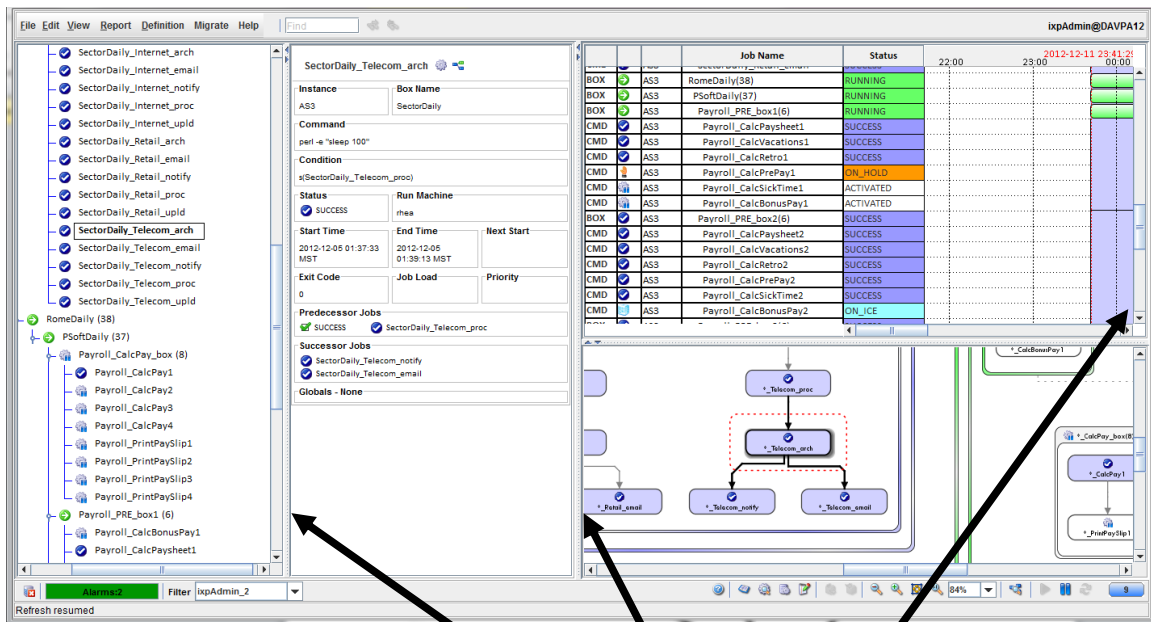 File Edit View Report Definition Migrate Help Find ixpAdmin@DAVPA12
SectorDaily_Internet_arch
SectorDaily_Internet_email
SectorDaily_Internet_notify
SectorDaily_Internet_proc
SectorDaily_Internet_upld
SectorDaily_Retail_arch
SectorDaily_Retail_email
SectorDaily_Retail_notify
SectorDaily_Retail_proc
SectorDaily_Retail_upld
SectorDaily_Telecom_arch
SectorDaily_Telecom_email
SectorDaily_Telecom_notify
SectorDaily_Telecom_proc
SectorDaily_Telecom_upld
RomeDaily (38)
PSoftDaily (37)
Payroll_CalcPay_box (8)
Payroll_CalcPay1
Payroll_CalcPay2
Payroll_CalcPay3
Payroll_CalcPay4
Payroll_PrintPaySlip1
Payroll_PrintPaySlip2
Payroll_PrintPaySlip3
Payroll_PrintPaySlip4
Payroll_PRE_box1 (6)
Payroll_CalcBonusPay1
Payroll_CalcPaysheet1
SectorDaily_Telecom_arch
Instance Box Name
AS3 SectorDaily
Command
perl -e "sleep 100"
Condition
s(SectorDaily_Telecom_proc)
Status Run Machine
SUCCESS rhea
Start Time End Time Next Start
2012-12-05 01:37:33 MST 2012-12-05 01:39:13 MST
Exit Code Job Load Priority
0
Predecessor Jobs
SUCCESS SectorDaily_Telecom_proc
Successor Jobs
SectorDaily_Telecom_notify
SectorDaily_Telecom_email
Globals - None
Job Name Status 2012-12-11 23:41:29
22:00 23:00 00:00
BOX AS3 RomeDaily(38) RUNNING
BOX AS3 PSoftDaily(37) RUNNING
BOX AS3 Payroll_PRE_box1(6) RUNNING
CMD AS3 Payroll_CalcPaysheet1 SUCCESS
CMD AS3 Payroll_CalcVacations1 SUCCESS
CMD AS3 Payroll_CalcRetro1 SUCCESS
CMD AS3 Payroll_CalcPrePay1 ON_HOLD
CMD AS3 Payroll_CalcSickTime1 ACTIVATED
CMD AS3 Payroll_CalcBonusPay1 ACTIVATED
BOX AS3 Payroll_PRE_box2(6) SUCCESS
CMD AS3 Payroll_CalcPaysheet2 SUCCESS
CMD AS3 Payroll_CalcVacations2 SUCCESS
CMD AS3 Payroll_CalcRetro2 SUCCESS
CMD AS3 Payroll_CalcPrePay2 SUCCESS
CMD AS3 Payroll_CalcSickTime2 SUCCESS
CMD AS3 Payroll_CalcBonusPay2 ON_ICE
*_CalcBonusPay1
*_Telecom_proc
*_Telecom_arch
*_CalcPay_box(8)
*_CalcPay1
*_Retail_email *_Telecom_notify *_Telecom_email
*_PrintPaySlip1
Alarms:2 Filter ixpAdmin_2 84% 9
Refresh resumed